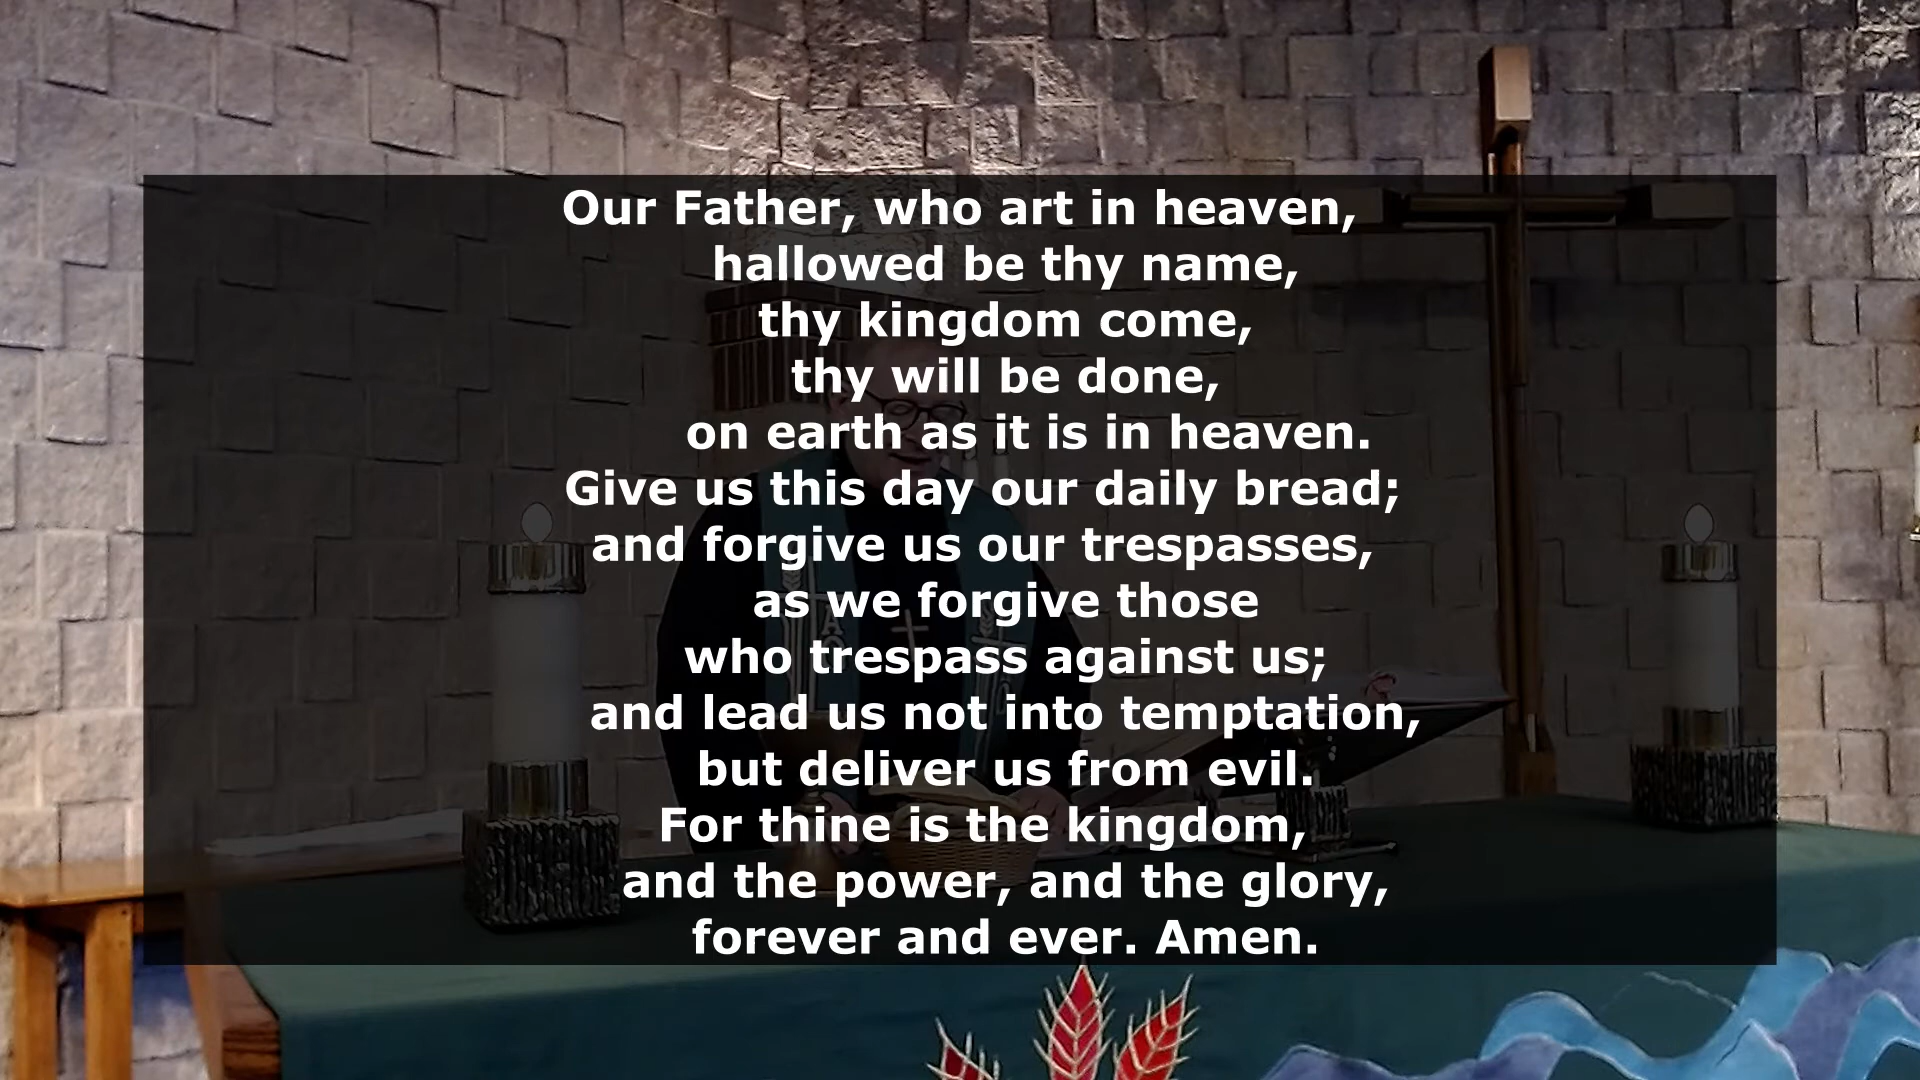 Our Father, who art in heaven,
hallowed be thy name,
thy kingdom come,
thy will be done,
on earth as it is in heaven.
Give us this day our daily bread;
and forgive us our trespasses,
as we forgive those
who trespass against us;
and lead us not into temptation,
but deliver us from evil.
For thine is the kingdom,
and the power, and the glory,
forever and ever. Amen.